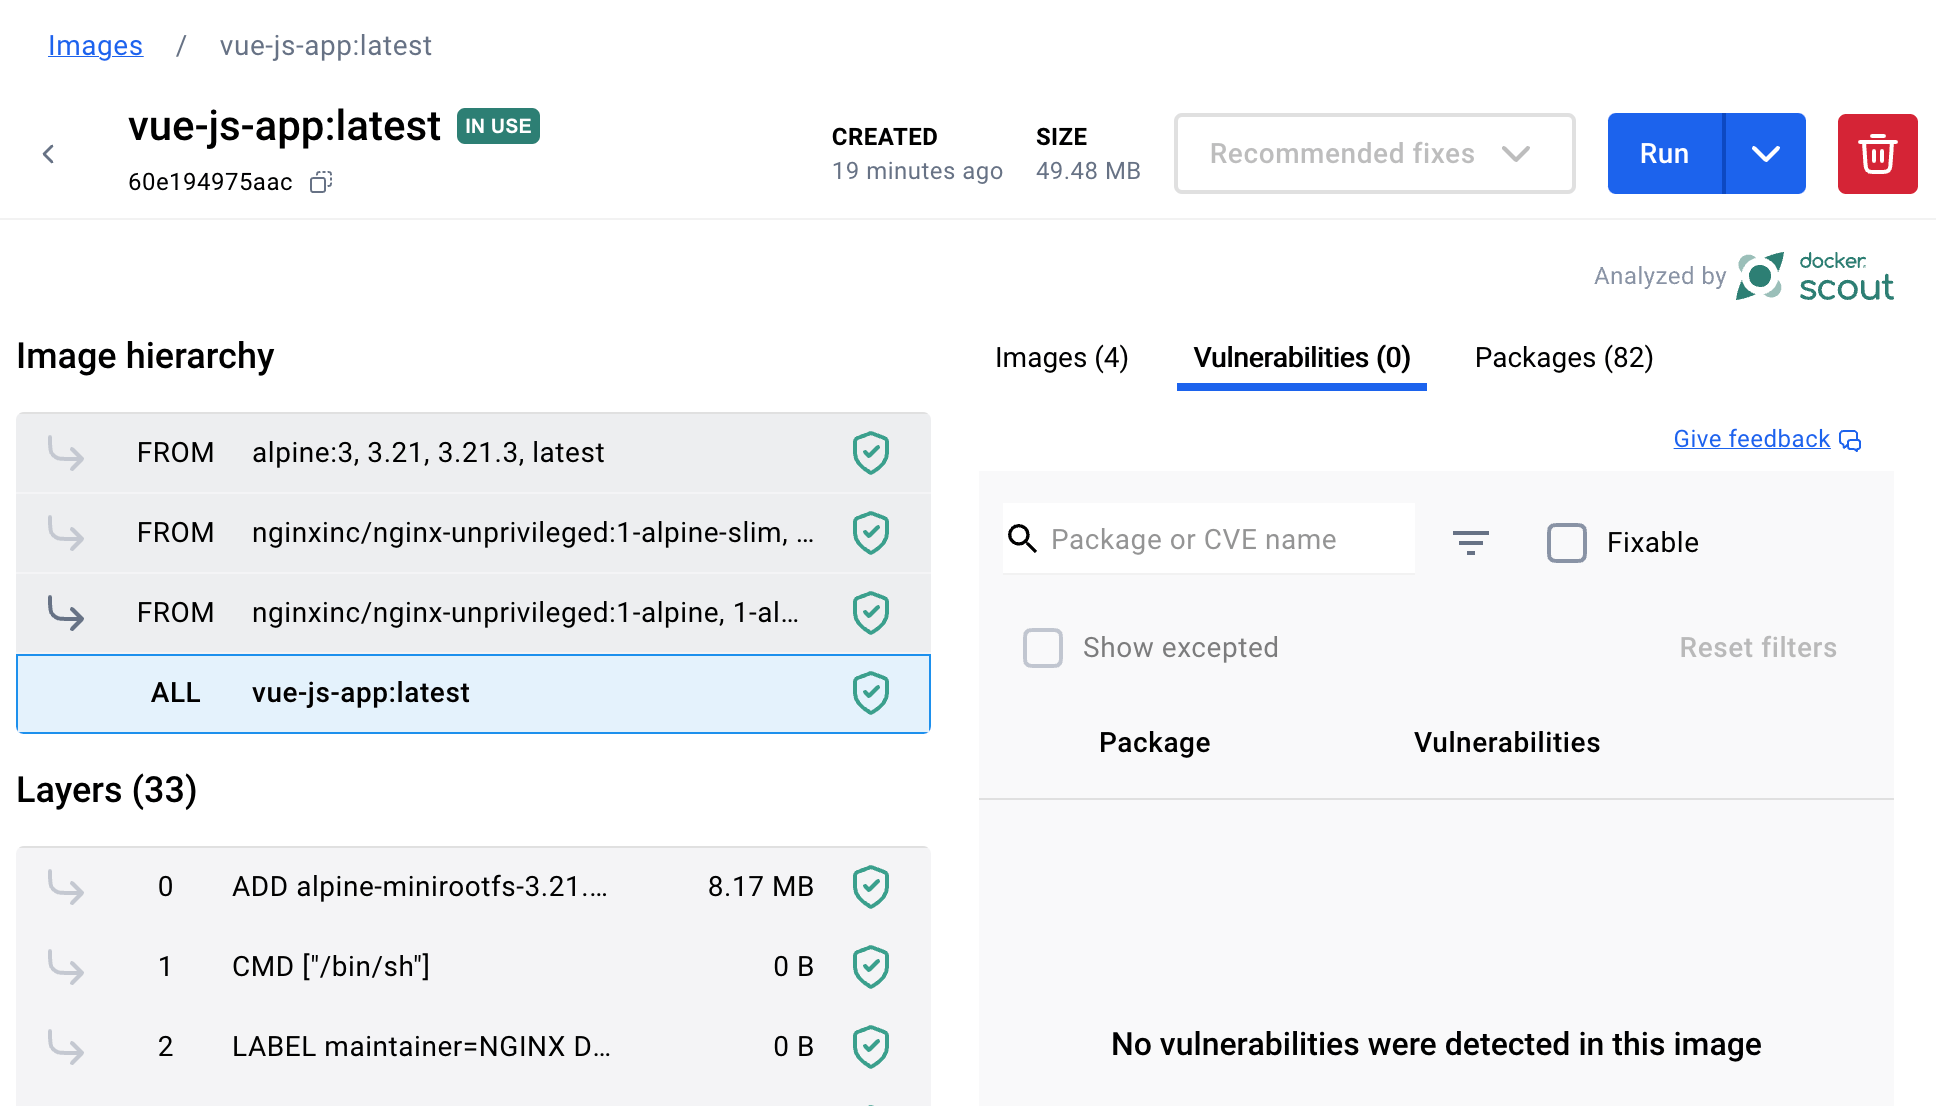 Images / vue-js-app:latest
vue-js-app:latest IN USE
60e194975aac
CREATED
19 minutes ago
SIZE
49.48 MB
Recommended fixes
Run
Analyzed by docker scout
Image hierarchy
FROM alpine:3, 3.21, 3.21.3, latest
FROM nginxinc/nginx-unprivileged:1-alpine-slim, ...
FROM nginxinc/nginx-unprivileged:1-alpine, 1-al...
ALL vue-js-app:latest
Layers (33)
0 ADD alpine-minirootfs-3.21.... 8.17 MB
1 CMD ["/bin/sh"] 0 B
2 LABEL maintainer=NGINX D... 0 B
Images (4) Vulnerabilities (0) Packages (82)
Give feedback
Package or CVE name
Fixable
Show excepted
Reset filters
Package Vulnerabilities
No vulnerabilities were detected in this image